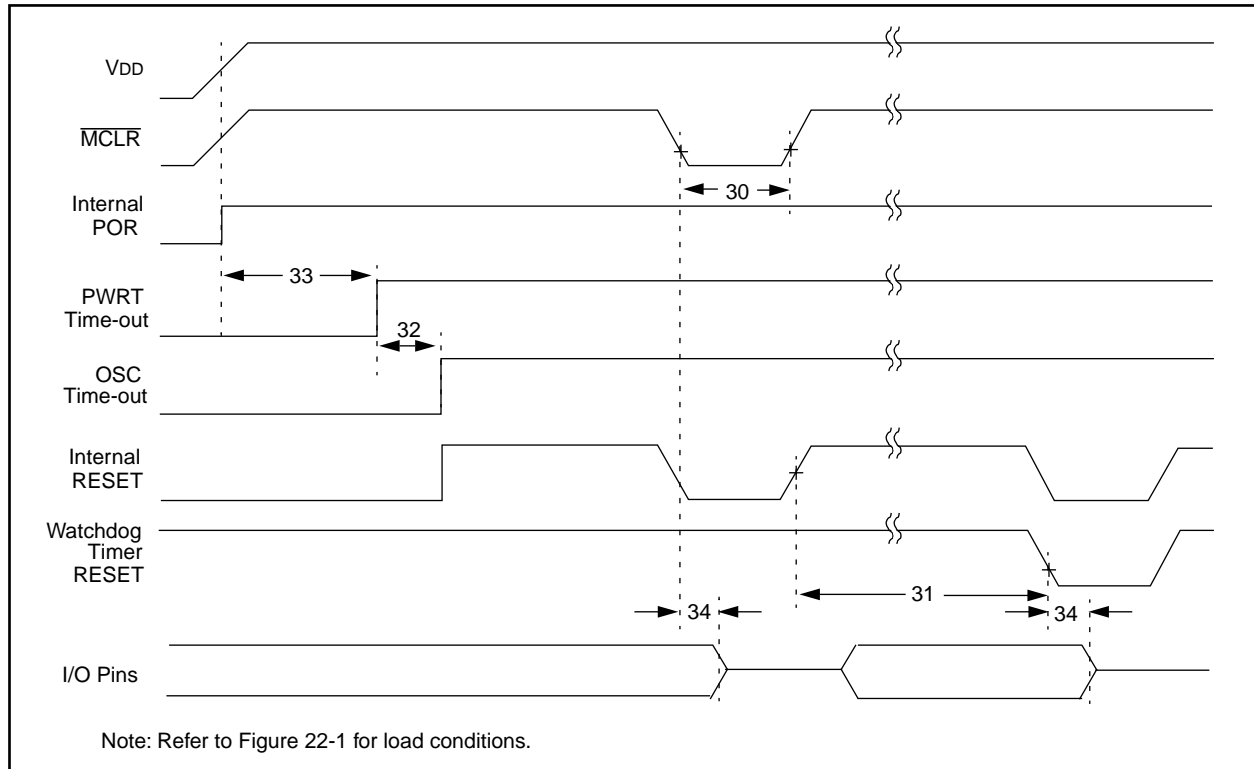 VDD
MCLR
30
Internal
POR
33
PWRT
Time-out
32
OSC
Time-out
Internal
RESET
Watchdog
Timer
RESET
31
34
34
I/O Pins
Note: Refer to Figure 22-1 for load conditions.